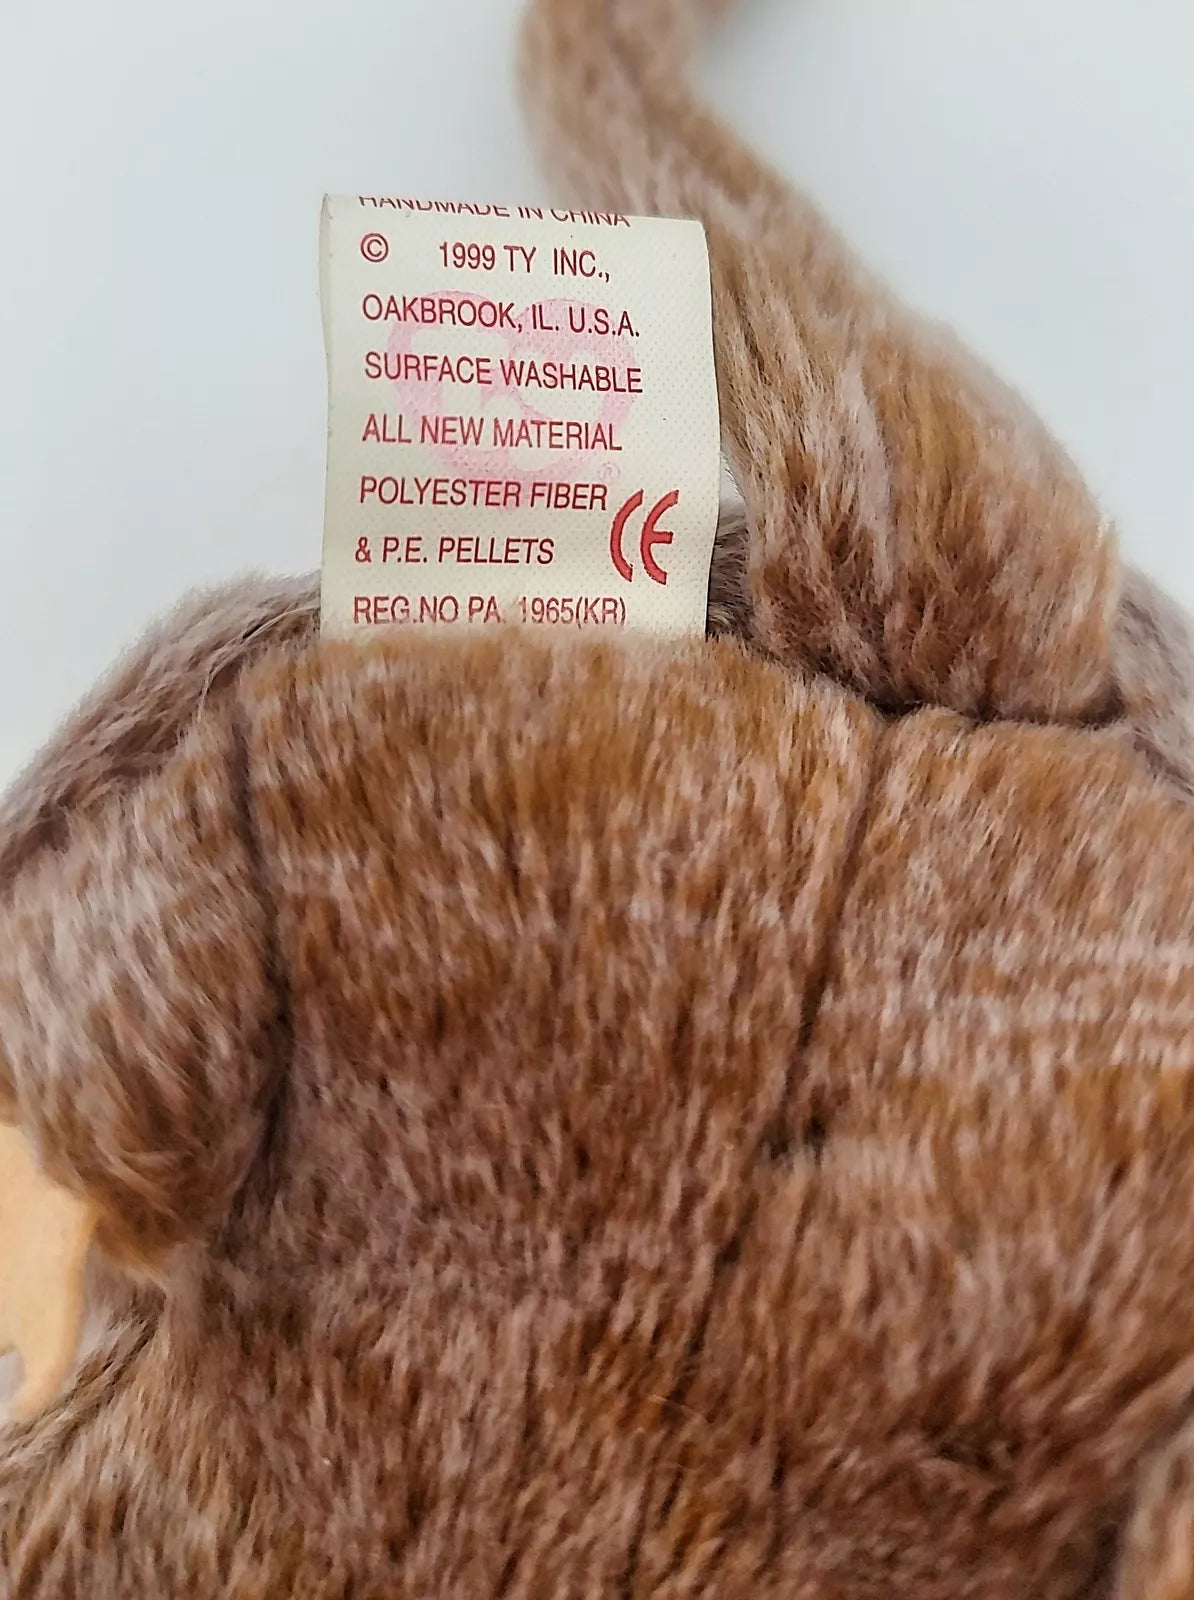 HANDMADE IN CHINA
© 1999 TY INC.,
OAKBROOK, IL. U.S.A.
SURFACE WASHABLE
ALL NEW MATERIAL
POLYESTER FIBER
& P.E. PELLETS
CE
REG.NO PA. 1965(KR)